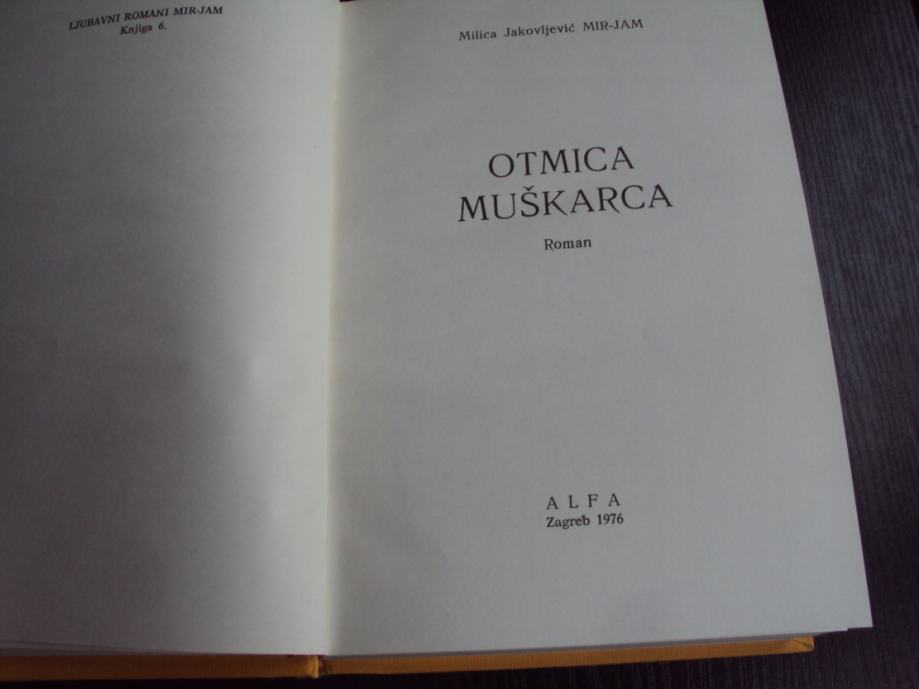 LJUBAVNI ROMANI MIR-JAM
Knjiga 6.
Milica Jakovljević MIR-JAM
OTMICA
MUŠKARCA
Roman
ALFA
Zagreb 1976